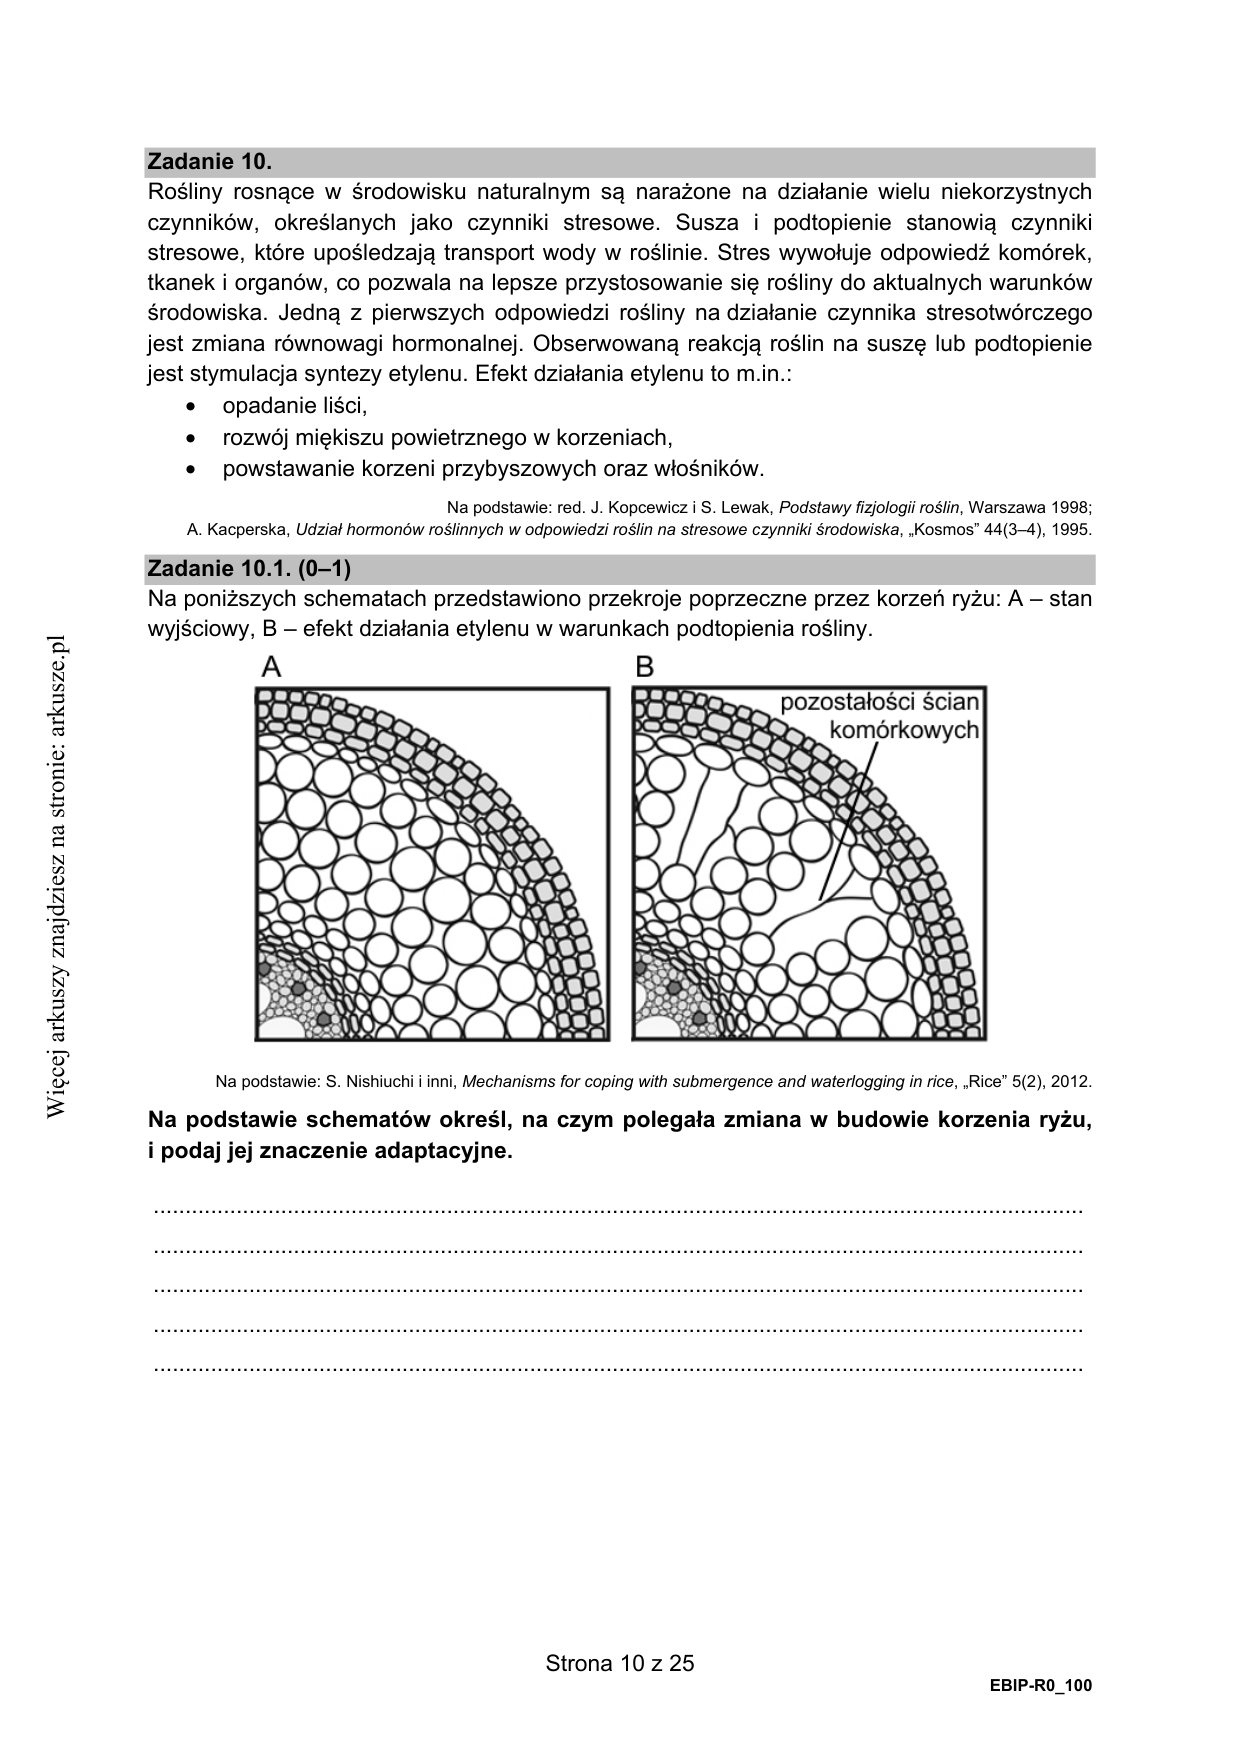 Zadanie 10.
Rośliny rosnące w środowisku naturalnym są narażone na działanie wielu niekorzystnych
czynników, określanych jako czynniki stresowe. Susza i podtopienie stanowią czynniki
stresowe, które upośledzają transport wody w roślinie. Stres wywołuje odpowiedź komórek,
tkanek i organów, co pozwala na lepsze przystosowanie się rośliny do aktualnych warunków
środowiska. Jedną z pierwszych odpowiedzi rośliny na działanie czynnika stresotwórczego
jest zmiana równowagi hormonalnej. Obserwowaną reakcją roślin na suszę lub podtopienie
jest stymulacja syntezy etylenu. Efekt działania etylenu to m.in.:
• opadanie liści,
• rozwój miękiszu powietrznego w korzeniach,
• powstawanie korzeni przybyszowych oraz włośników.
Na podstawie: red. J. Kopcewicz i S. Lewak, Podstawy fizjologii roślin, Warszawa 1998;
A. Kacperska, Udział hormonów roślinnych w odpowiedzi roślin na stresowe czynniki środowiska, „Kosmos” 44(3–4), 1995.
Zadanie 10.1. (0–1)
Na poniższych schematach przedstawiono przekroje poprzeczne przez korzeń ryżu: A – stan
wyjściowy, B – efekt działania etylenu w warunkach podtopienia rośliny.
A
B
pozostałości ścian
komórkowych
Na podstawie: S. Nishiuchi i inni, Mechanisms for coping with submergence and waterlogging in rice, „Rice” 5(2), 2012.
Na podstawie schematów określ, na czym polegała zmiana w budowie korzenia ryżu,
i podaj jej znaczenie adaptacyjne.
Strona 10 z 25
EBIP-R0_100
Więcej arkuszy znajdziesz na stronie: arkusze.pl